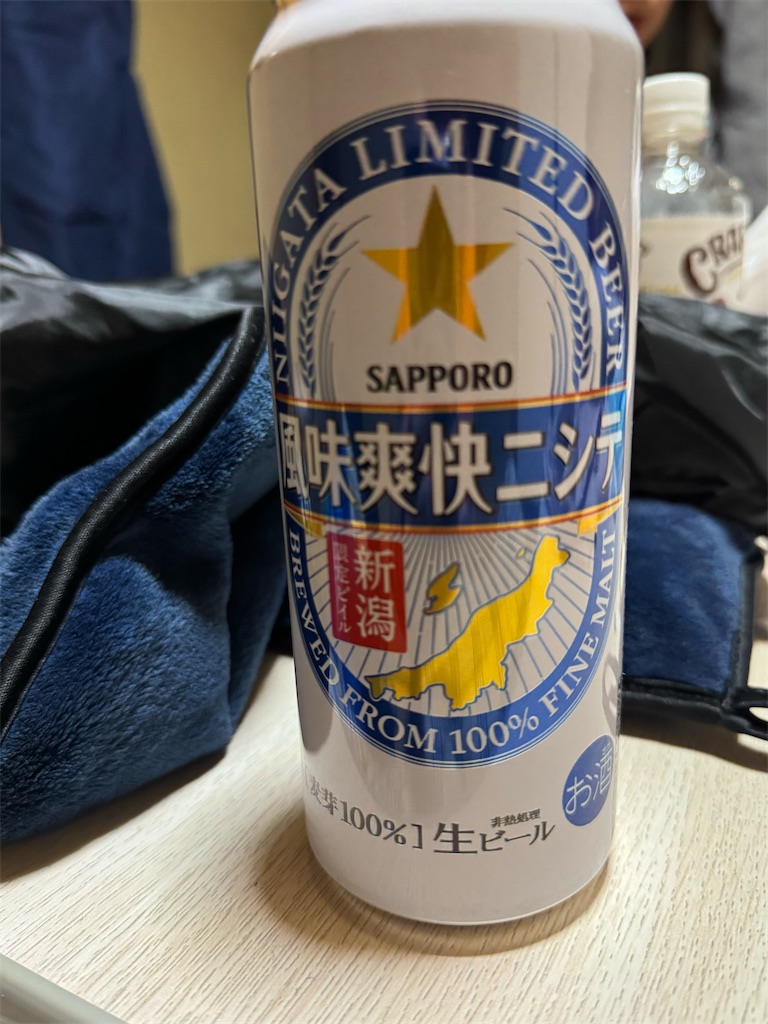 NIIGATA LIMITED BEER
SAPPORO
風味爽快ニシテ
新潟
限定ビイル
BREWED FROM 100% FINE MALT
麦芽100%]
非熱処理
生ビール
お酒